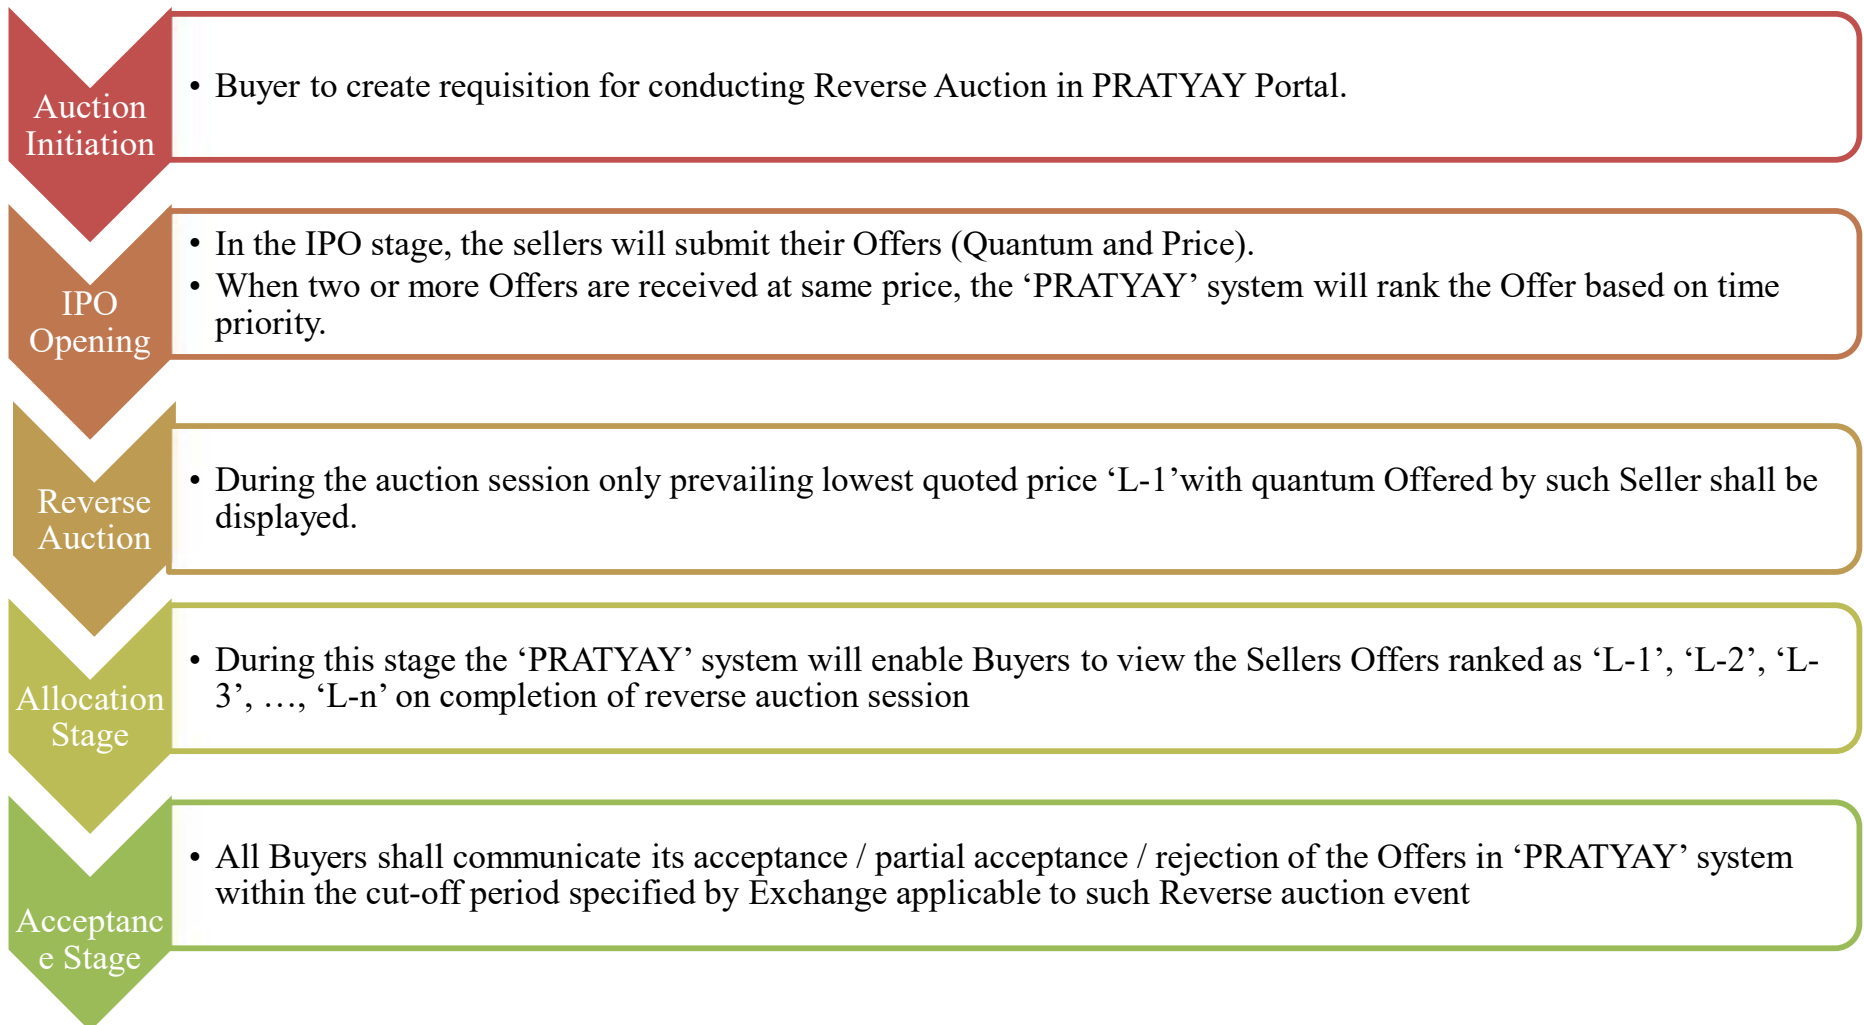 Auction
Initiation
• Buyer to create requisition for conducting Reverse Auction in PRATYAY Portal.
IPO
Opening
• In the IPO stage, the sellers will submit their Offers (Quantum and Price).
• When two or more Offers are received at same price, the ‘PRATYAY’ system will rank the Offer based on time
priority.
Reverse
Auction
• During the auction session only prevailing lowest quoted price ‘L-1’with quantum Offered by such Seller shall be
displayed.
Allocation
Stage
• During this stage the ‘PRATYAY’ system will enable Buyers to view the Sellers Offers ranked as ‘L-1’, ‘L-2’, ‘L-
3’, …, ‘L-n’ on completion of reverse auction session
Acceptanc
e Stage
• All Buyers shall communicate its acceptance / partial acceptance / rejection of the Offers in ‘PRATYAY’ system
within the cut-off period specified by Exchange applicable to such Reverse auction event